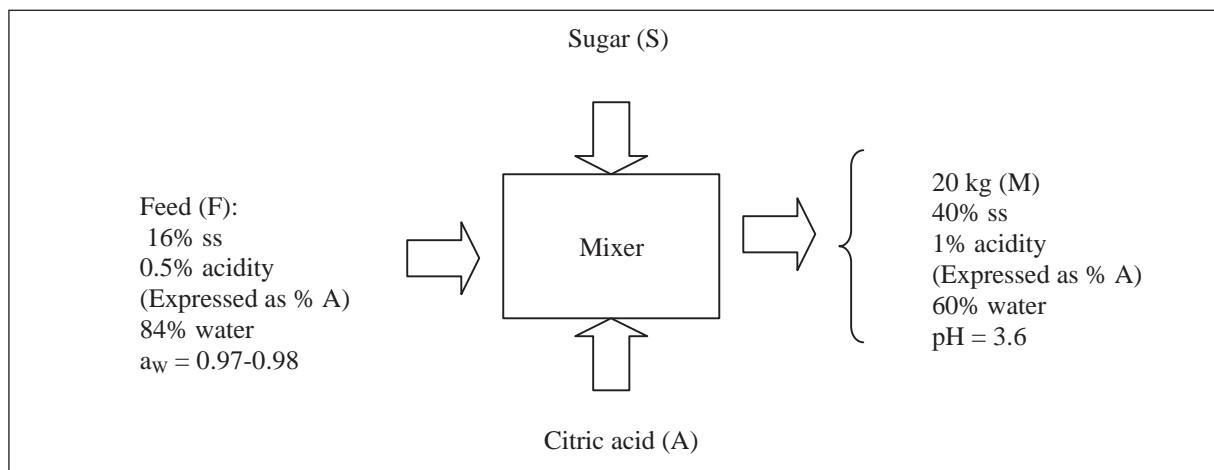 Sugar (S)
Feed (F):
16% ss
0.5% acidity
(Expressed as % A)
84% water
aw = 0.97-0.98
Mixer
20 kg (M)
40% ss
1% acidity
(Expressed as % A)
60% water
pH = 3.6
Citric acid (A)